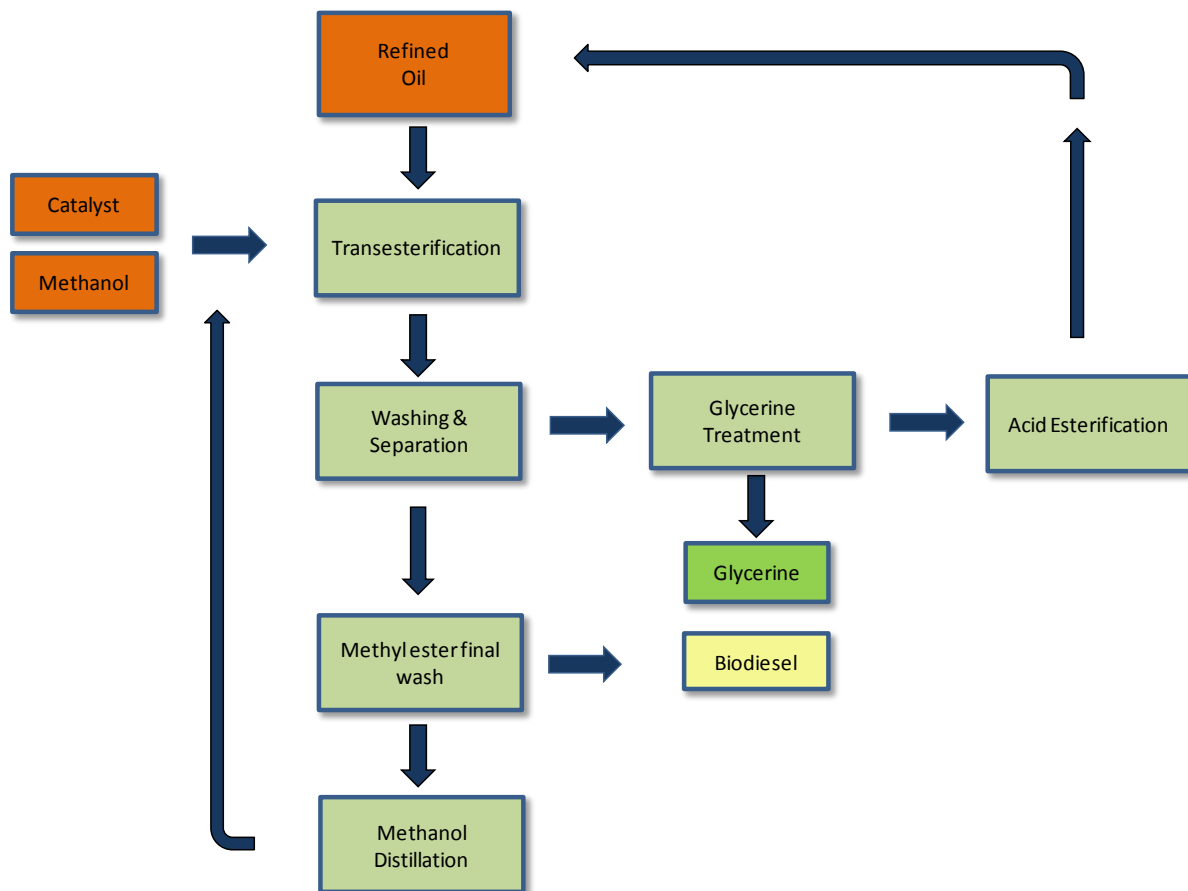 Refined
Oil
Catalyst
Methanol
Transesterification
Washing &
Separation
Glycerine
Treatment
Acid Esterification
Glycerine
Methyl ester final
wash
Biodiesel
Methanol
Distillation